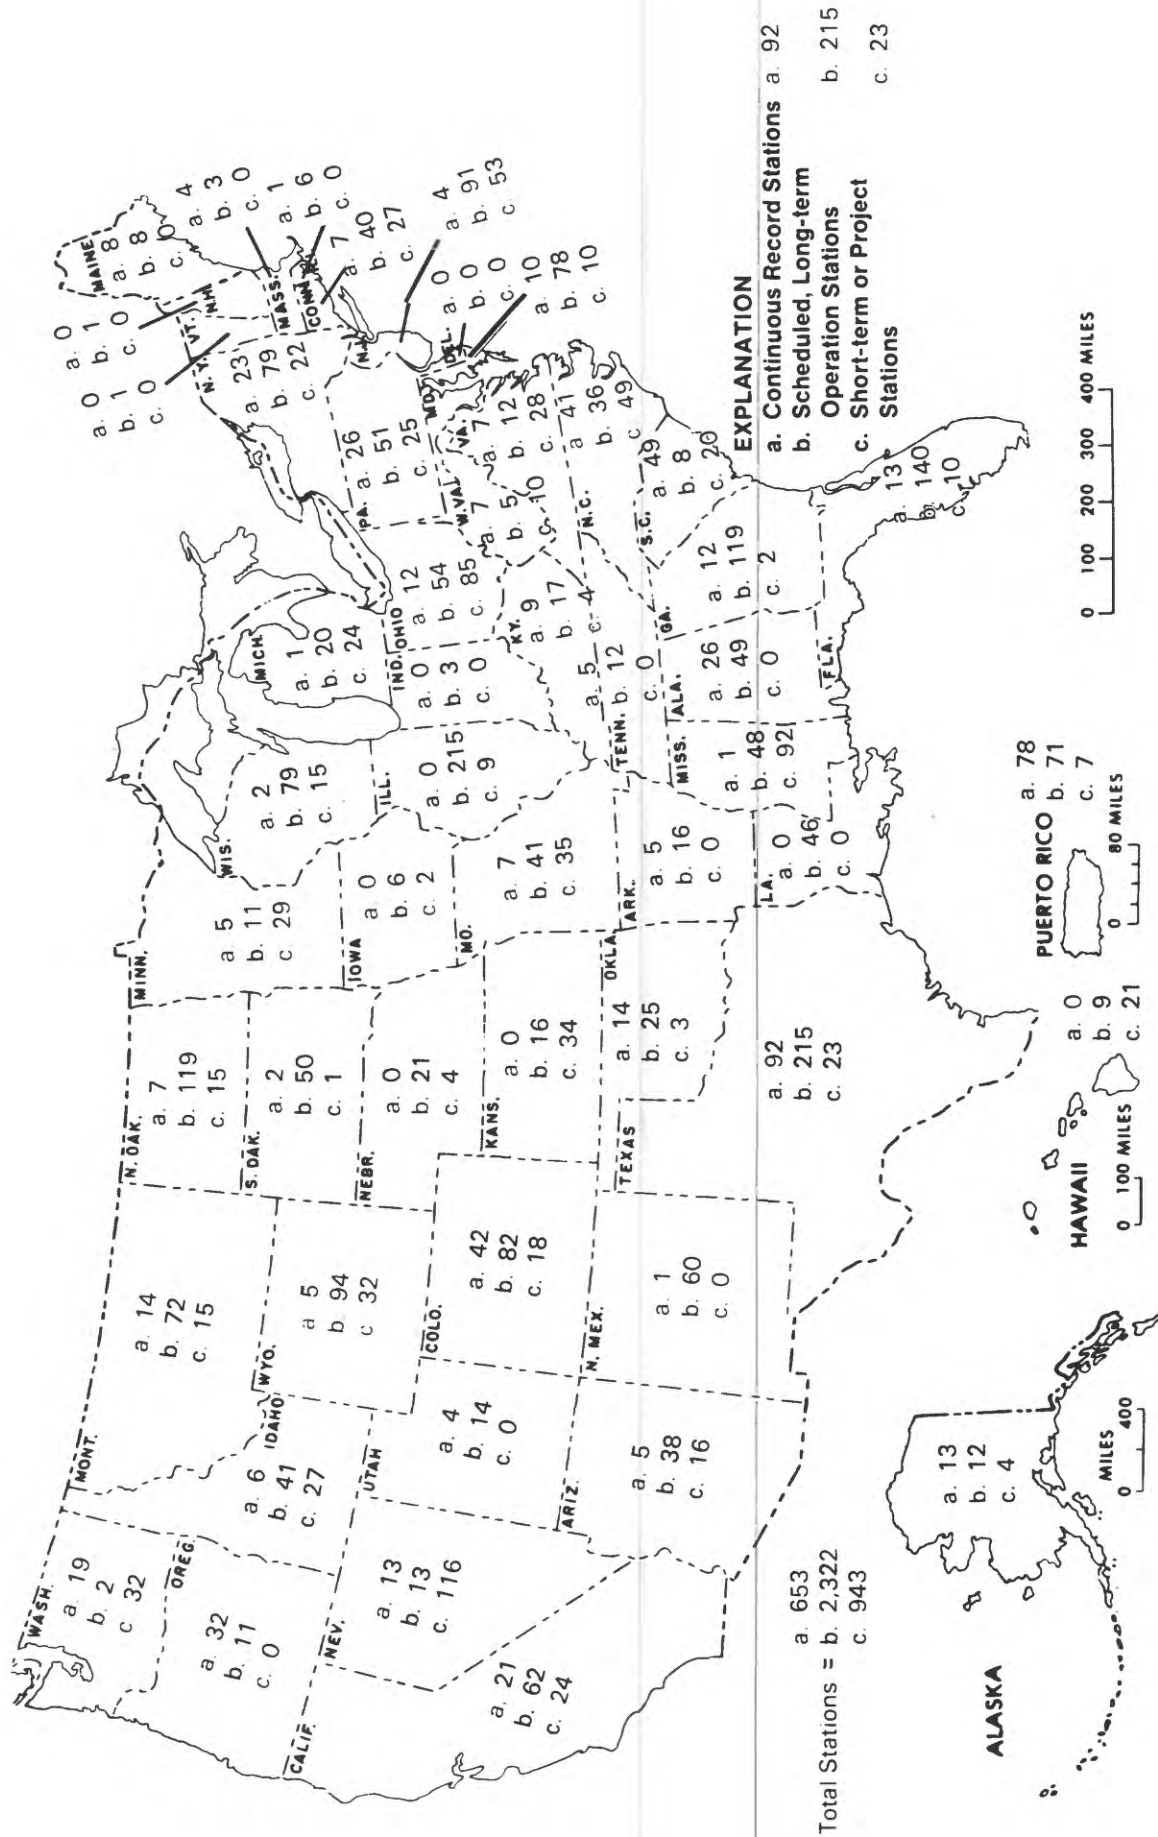 WASH.
a. 19
b. 2
c 32
OREG.
a. 32
b. 11
c. 0
CALIF.
a. 21
b. 62
c. 24
NEV.
a. 13
b. 13
c. 116
IDAHO
a. 6
b. 41
c. 27
MONT.
a. 14
b. 72
c. 15
WYO.
a. 5
b. 94
c 32
UTAH
a. 4
b. 14
c. 0
COLO.
a. 42
b. 82
c. 18
ARIZ.
a. 5
b. 38
c. 16
N. MEX.
a. 1
b. 60
c. 0
N. DAK.
a. 7
b. 119
c. 15
S. DAK.
a. 2
b. 50
c. 1
NEBR.
a. 0
b. 21
c. 4
KANS.
a. 0
b. 16
c. 34
OKLA.
a. 14
b. 25
c. 3
TEXAS
a. 92
b. 215
c. 23
MINN.
a. 5
b. 11
c 29
IOWA
a. 0
b. 6
c. 2
MO.
a. 7
b. 41
c. 35
ARK.
a. 5
b. 16
c. 0
LA.
a. 0
b. 46
c. 0
WIS.
a. 2
b. 79
c. 15
ILL.
a. 0
b. 215
c. 9
MICH.
a. 1
b. 20
c. 24
IND.
a. 0
b. 3
c. 0
OHIO
a. 12
b. 54
c. 85
KY.
a. 9
b. 17
c. 4
TENN.
a. 5
b. 12
c. 0
MISS.
a. 1
b. 48
c. 92
ALA.
a. 26
b. 49
c. 0
GA.
a. 12
b. 119
c. 2
FLA.
a. 13
b. 140
c. 10
S.C.
a. 49
b. 8
c. 20
N.C.
a 41
b. 36
c 49
VA.
a. 7
b. 12
c. 28
W.VA.
a. 7
b. 5
c. 10
PA.
a. 26
b. 51
c. 25
N.Y.
a. 23
b. 79
c. 22
VT.
a. 0
b. 1
c. 0
N.H.
a. 0
b. 1
c. 0
MAINE
a. 8
b. 8
c. 0
MASS.
a. 4
b. 3
c. 0
CONN.
R.I.
a. 1
b. 6
c. 0
a. 7
b. 40
c. 27
N.J.
a. 4
b. 91
c. 53
DEL.
a. 0
b. 0
c. 0
MD.
a. 10
b. 78
c. 10
EXPLANATION
a. Continuous Record Stations a. 92
b. Scheduled, Long-term
Operation Stations b. 215
c. Short-term or Project c. 23
Stations
0 100 200 300 400 MILES
Total Stations =
a. 653
b. 2,322
c. 943
ALASKA
a. 13
b. 12
c. 4
MILES
0 400
HAWAII
a. 0
b. 9
c. 21
0 100 MILES
PUERTO RICO
a. 78
b. 71
c. 7
0 80 MILES